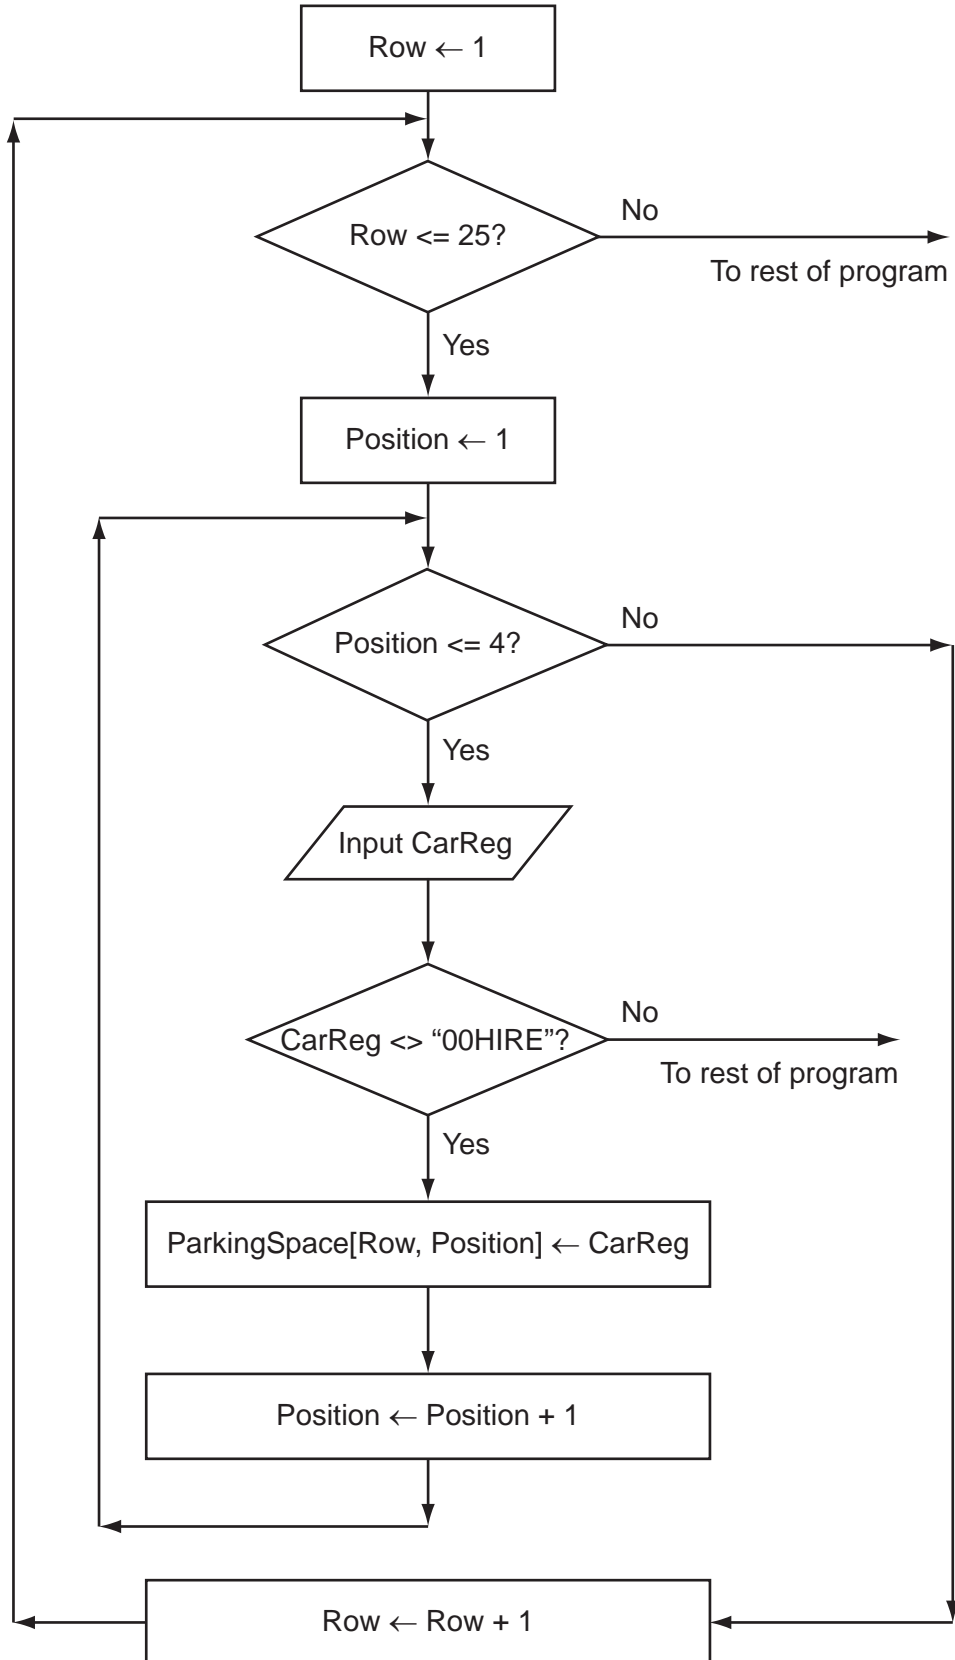 Row ← 1
Row <= 25?
No
To rest of program
Yes
Position ← 1
Position <= 4?
No
Yes
Input CarReg
CarReg <> “00HIRE”?
No
To rest of program
Yes
ParkingSpace[Row, Position] ← CarReg
Position ← Position + 1
Row ← Row + 1